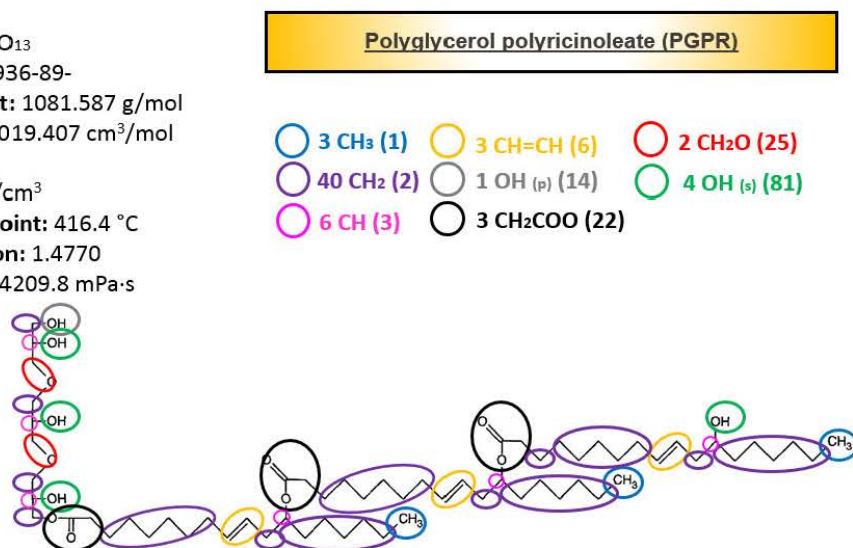 O₁₃
936-89-
t: 1081.587 g/mol
019.407 cm³/mol
/cm³
oint: 416.4 °C
on: 1.4770
4209.8 mPa·s
Polyglycerol polyricinoleate (PGPR)
3 CH₃ (1) 3 CH=CH (6) 2 CH₂O (25)
40 CH₂ (2) 1 OH (p) (14) 4 OH (s) (81)
6 CH (3) 3 CH₂COO (22)
OH
OH
O
OH
O
OH
O
O
O
O
CH₃
O
O
CH₃
OH
CH₃